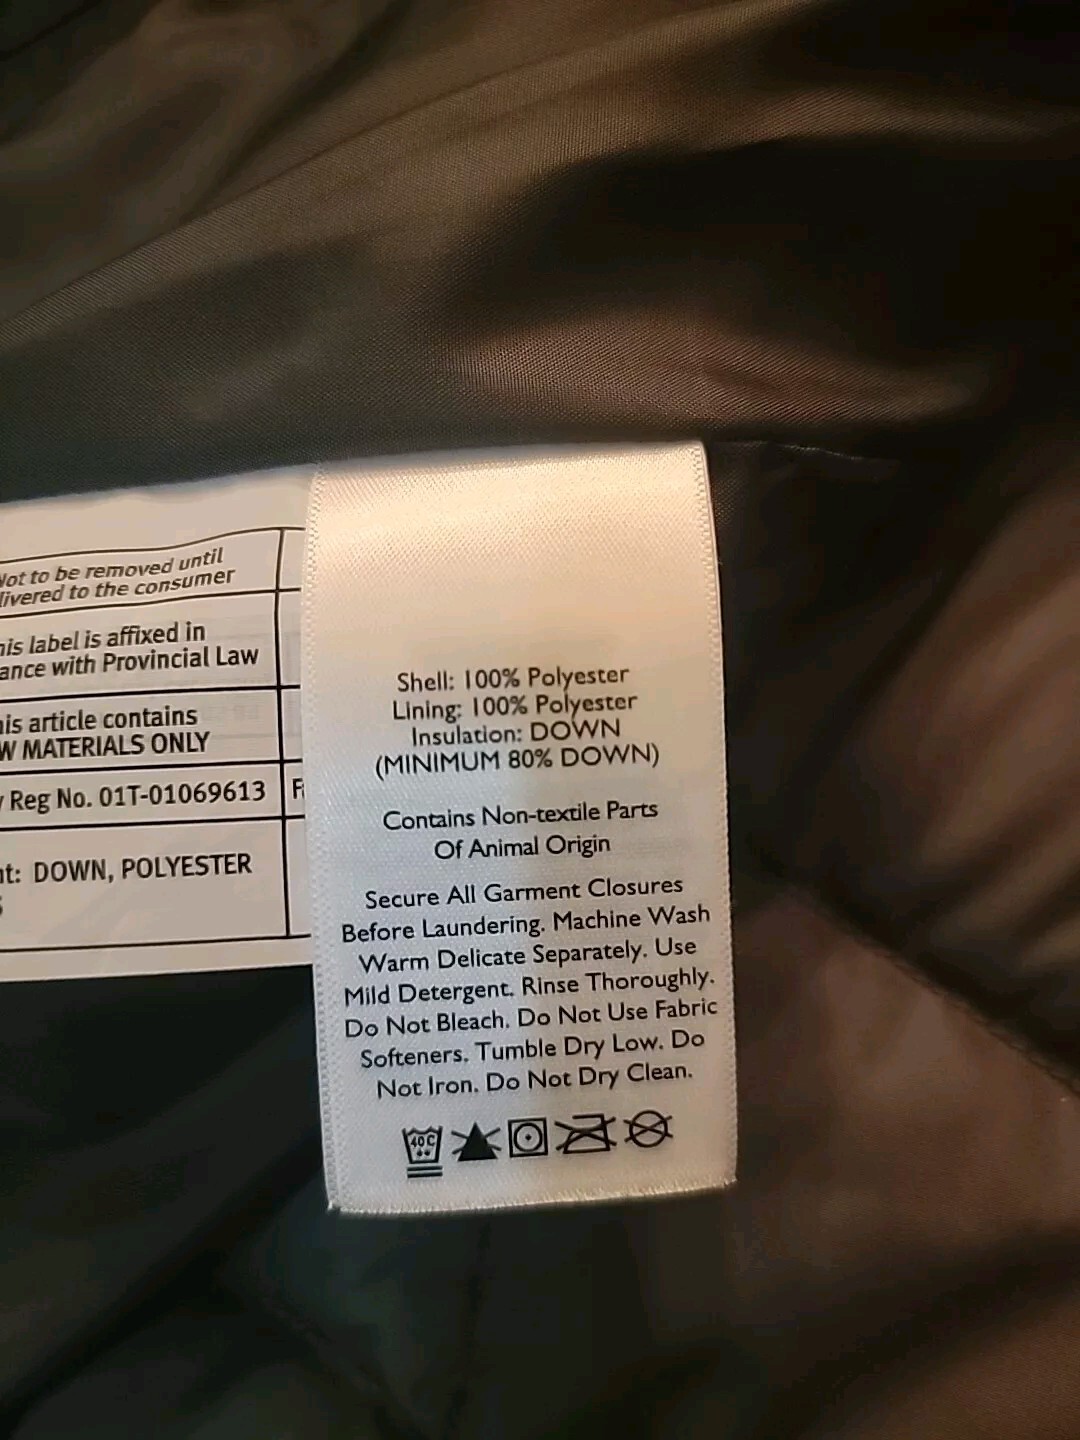 Not to be removed until
livered to the consumer
his label is affixed in
ance with Provincial Law
his article contains
W MATERIALS ONLY
Reg No. 01T-01069613
nt: DOWN, POLYESTER
Shell: 100% Polyester
Lining: 100% Polyester
Insulation: DOWN
(MINIMUM 80% DOWN)
Contains Non-textile Parts
Of Animal Origin
Secure All Garment Closures
Before Laundering. Machine Wash
Warm Delicate Separately. Use
Mild Detergent. Rinse Thoroughly.
Do Not Bleach. Do Not Use Fabric
Softeners. Tumble Dry Low. Do
Not Iron. Do Not Dry Clean.
40C